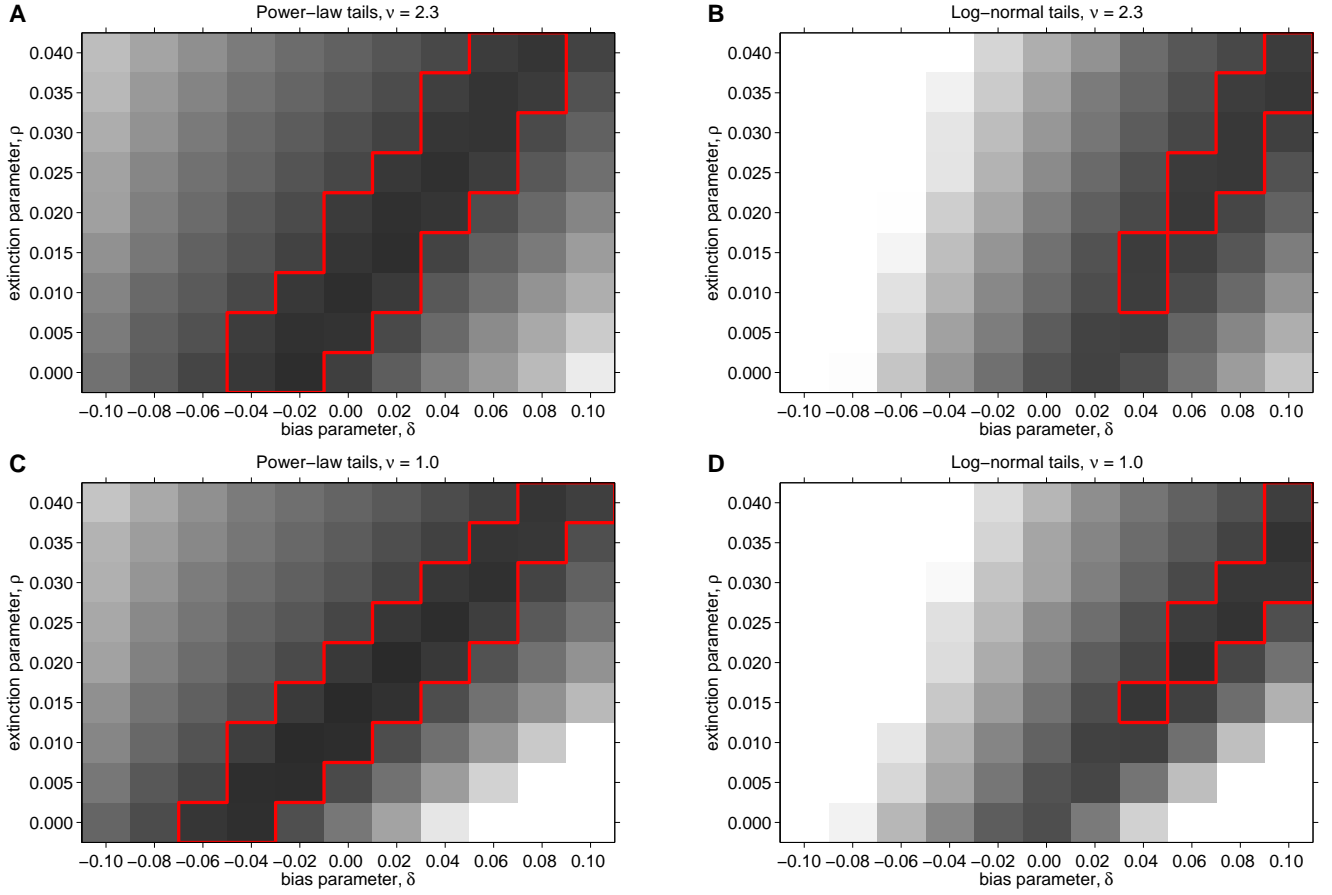 A
Power−law tails, ν = 2.3
0.040
0.035
0.030
0.025
0.020
0.015
0.010
0.005
0.000
extinction parameter, ρ
−0.10 −0.08 −0.06 −0.04 −0.02 0.00 0.02 0.04 0.06 0.08 0.10
bias parameter, δ
B
Log−normal tails, ν = 2.3
0.040
0.035
0.030
0.025
0.020
0.015
0.010
0.005
0.000
extinction parameter, ρ
−0.10 −0.08 −0.06 −0.04 −0.02 0.00 0.02 0.04 0.06 0.08 0.10
bias parameter, δ
C
Power−law tails, ν = 1.0
0.040
0.035
0.030
0.025
0.020
0.015
0.010
0.005
0.000
extinction parameter, ρ
−0.10 −0.08 −0.06 −0.04 −0.02 0.00 0.02 0.04 0.06 0.08 0.10
bias parameter, δ
D
Log−normal tails, ν = 1.0
0.040
0.035
0.030
0.025
0.020
0.015
0.010
0.005
0.000
extinction parameter, ρ
−0.10 −0.08 −0.06 −0.04 −0.02 0.00 0.02 0.04 0.06 0.08 0.10
bias parameter, δ